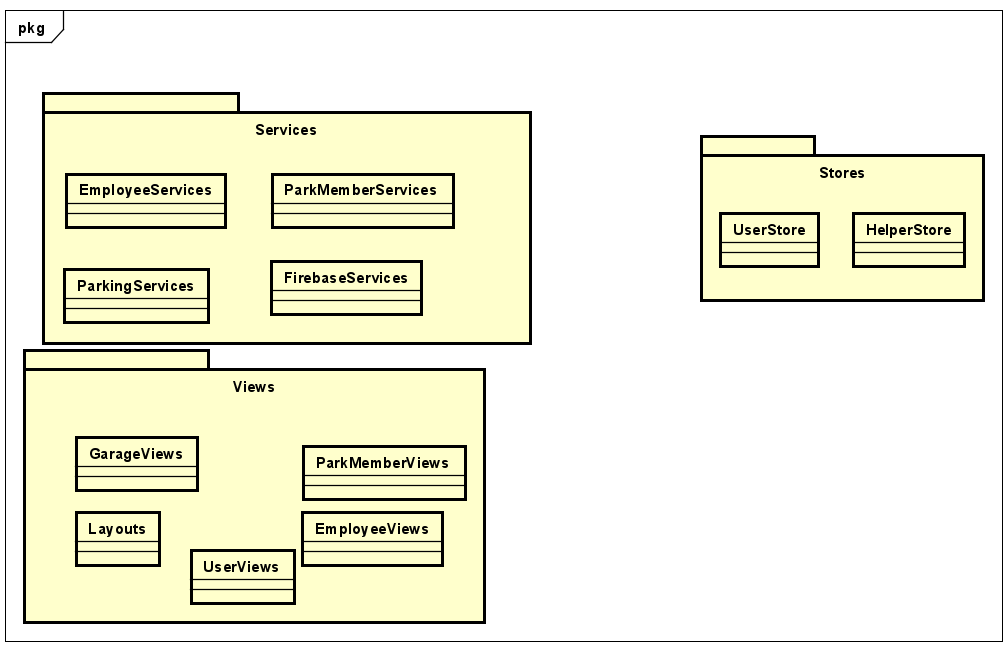 pkg
Services
EmployeeServices
ParkMemberServices
ParkingServices
FirebaseServices
Stores
UserStore
HelperStore
Views
GarageViews
ParkMemberViews
Layouts
EmployeeViews
UserViews